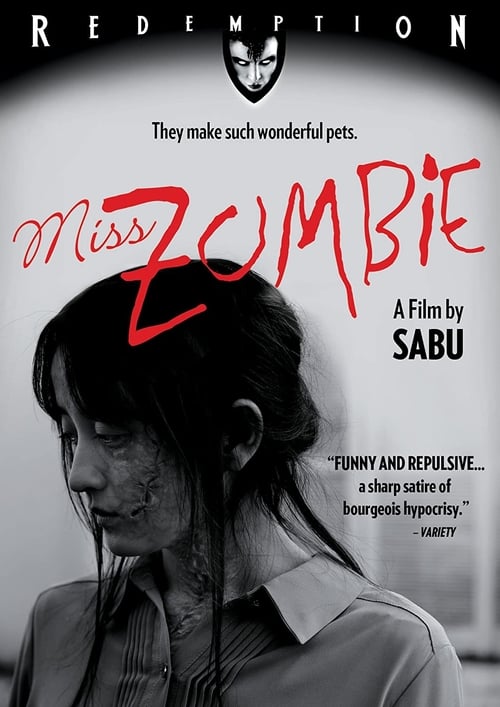 REDEMPTION
They make such wonderful pets.
Miss ZOMBiE
A Film by
SABU
“FUNNY AND REPULSIVE...
a sharp satire of
bourgeois hypocrisy.”
– VARIETY